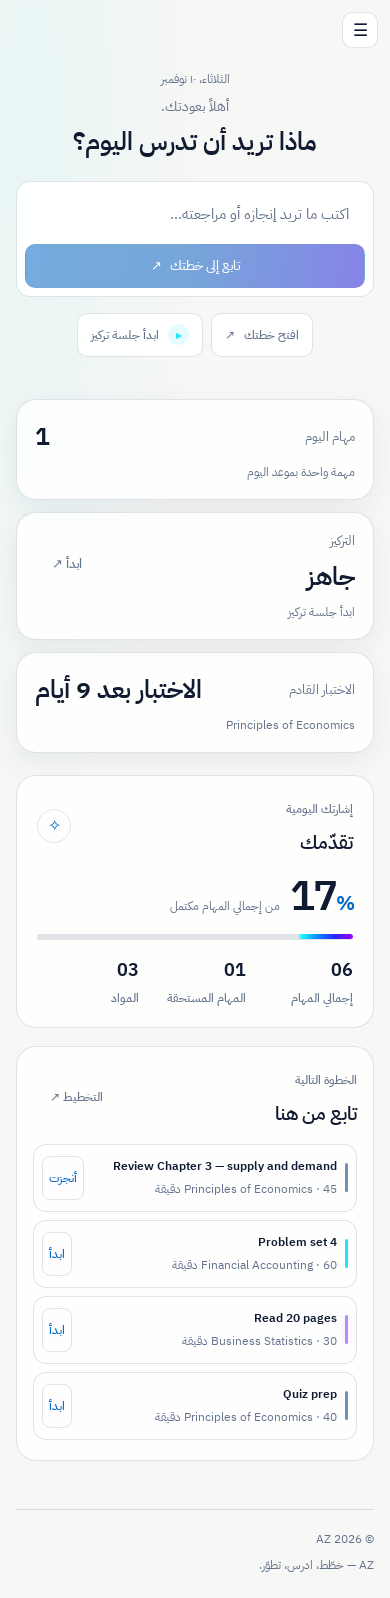 الثلاثاء، ١٠ نوفمبر
أهلاً بعودتك.
ماذا تريد أن تدرس اليوم؟
اكتب ما تريد إنجازه أو مراجعته...
تابع إلى خطتك ↗
افتح خطتك ↗
ابدأ جلسة تركيز
مهام اليوم
1
مهمة واحدة بموعد اليوم
التركيز
جاهز
ابدأ ↗
ابدأ جلسة تركيز
الاختبار القادم
الاختبار بعد 9 أيام
Principles of Economics
إشارتك اليومية
تقدّمك
17%
من إجمالي المهام مكتمل
06
إجمالي المهام
01
المهام المستحقة
03
المواد
الخطوة التالية
تابع من هنا
التخطيط ↗
Review Chapter 3 — supply and demand
Principles of Economics · 45 دقيقة
أنجزت
Problem set 4
Financial Accounting · 60 دقيقة
ابدأ
Read 20 pages
Business Statistics · 30 دقيقة
ابدأ
Quiz prep
Principles of Economics · 40 دقيقة
ابدأ
© 2026 AZ
AZ — خطّط، ادرس، تطوّر.